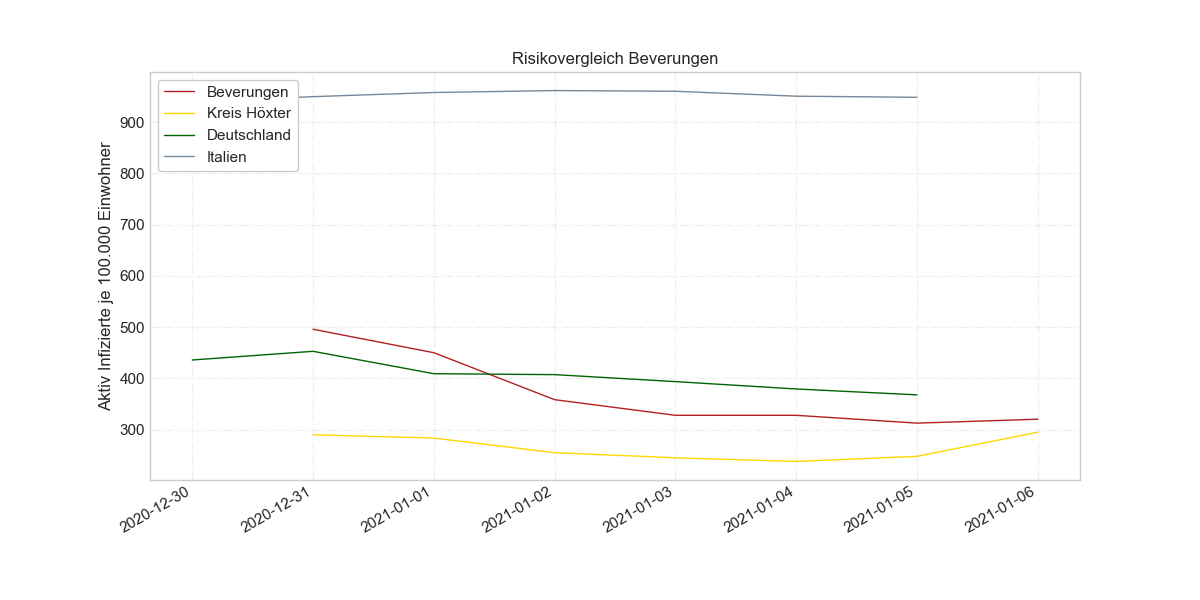 Risikovergleich Beverungen
Aktiv Infizierte je 100.000 Einwohner
Beverungen
Kreis Höxter
Deutschland
Italien
900
800
700
600
500
400
300
2020-12-30
2020-12-31
2021-01-01
2021-01-02
2021-01-03
2021-01-04
2021-01-05
2021-01-06